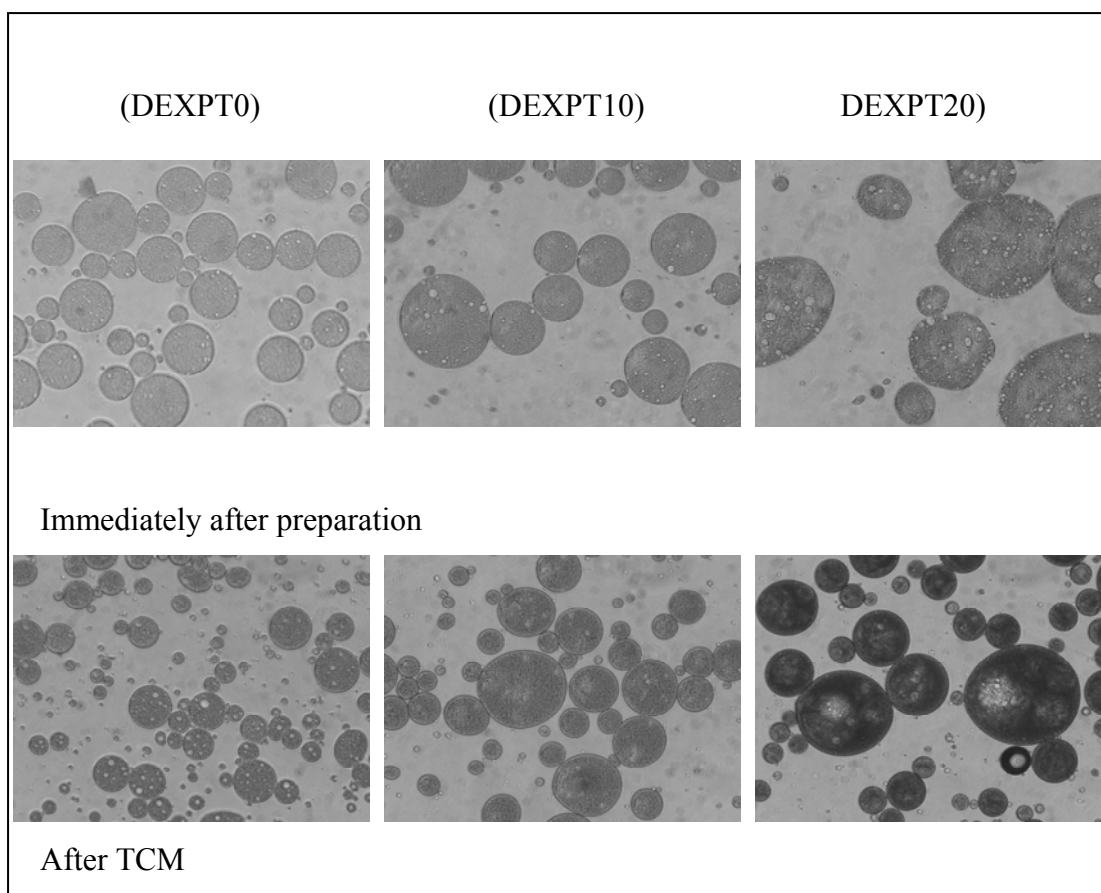 (DEXPT0) (DEXPT10) DEXPT20)
Immediately after preparation
After TCM